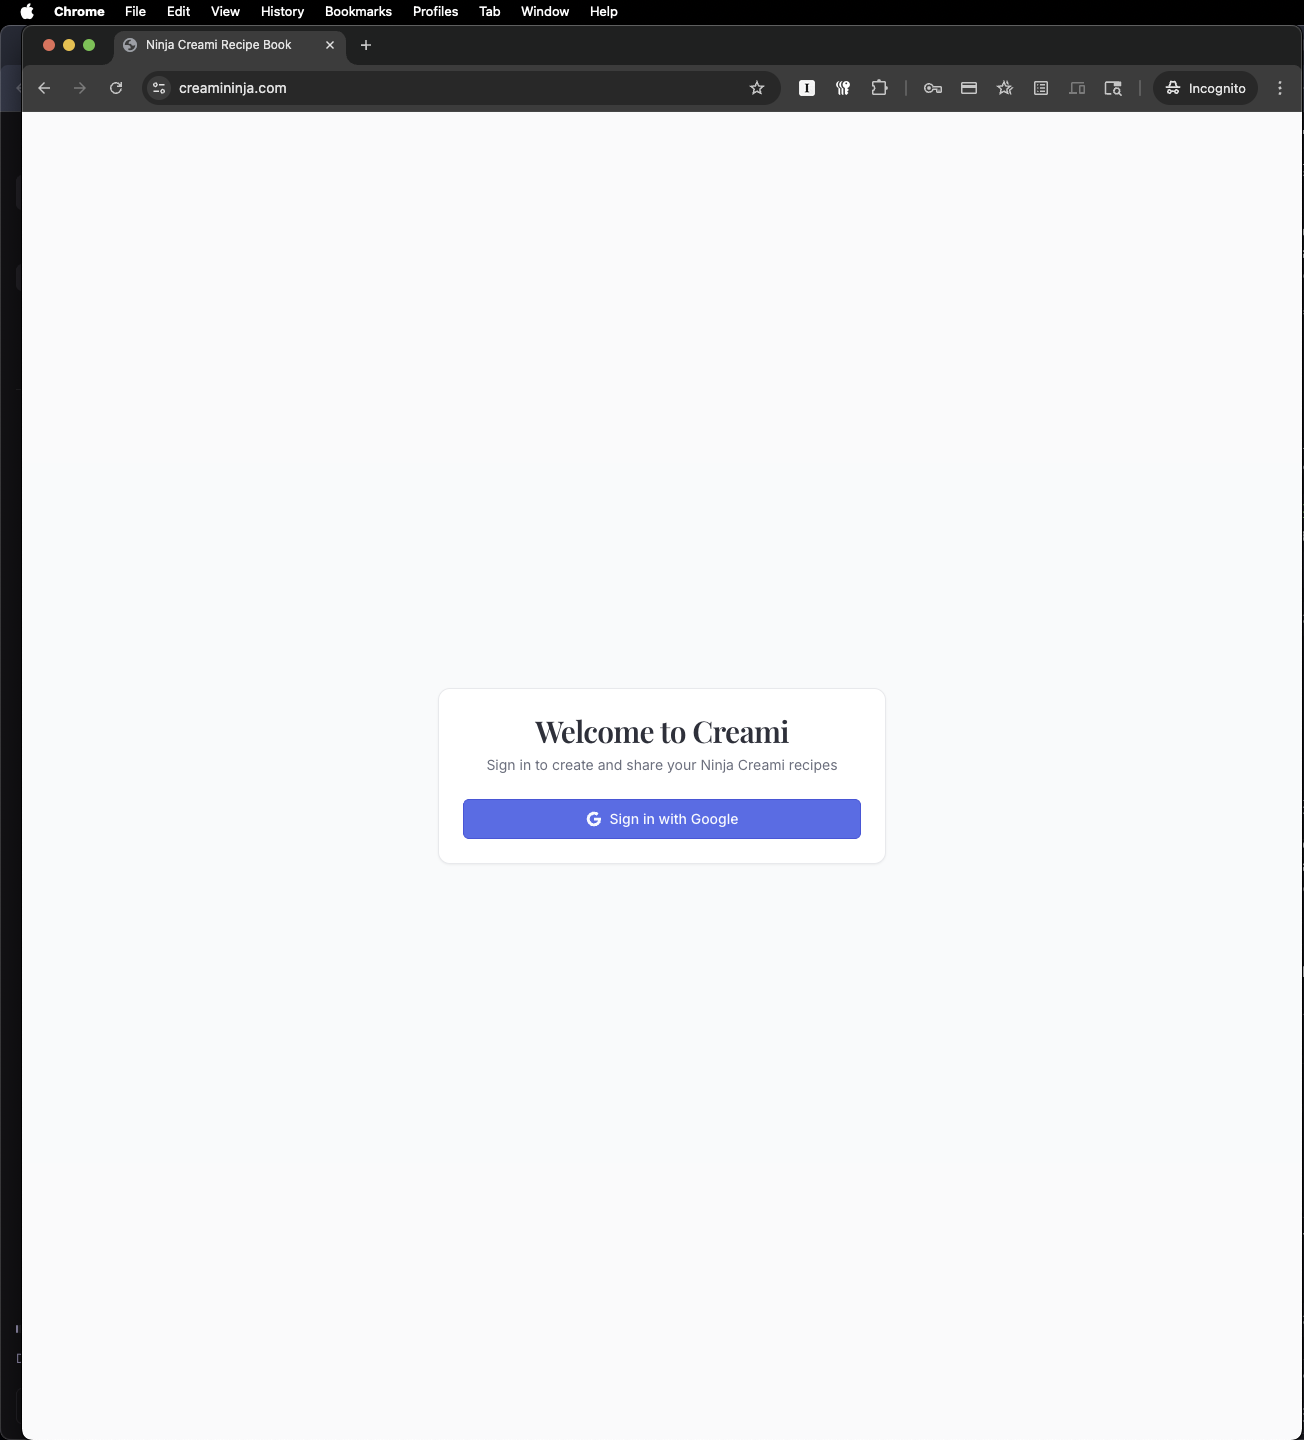 Chrome File Edit View History Bookmarks Profiles Tab Window Help
Ninja Creami Recipe Book
creamininja.com
Incognito
Welcome to Creami
Sign in to create and share your Ninja Creami recipes
Sign in with Google